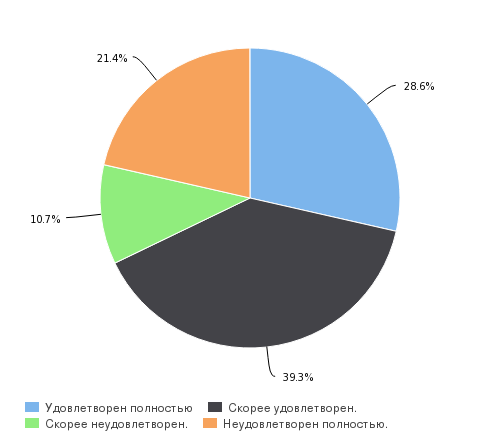 21.4%
28.6%
10.7%
39.3%
Удовлетворен полностью
Скорее удовлетворен.
Скорее неудовлетворен.
Неудовлетворен полностью.